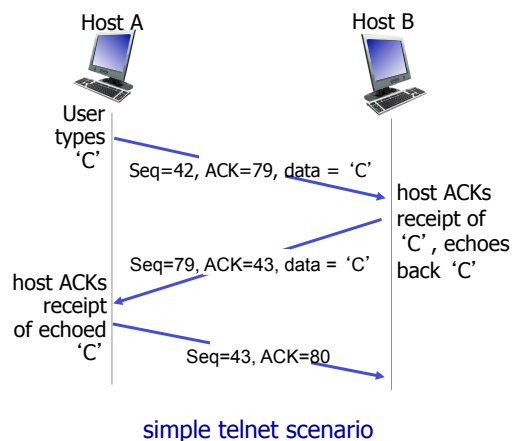 Host A
Host B
User
types
‘C’
Seq=42, ACK=79, data = ‘C’
host ACKs
receipt of
‘C’, echoes
back ‘C’
Seq=79, ACK=43, data = ‘C’
host ACKs
receipt
of echoed
‘C’
Seq=43, ACK=80
simple telnet scenario